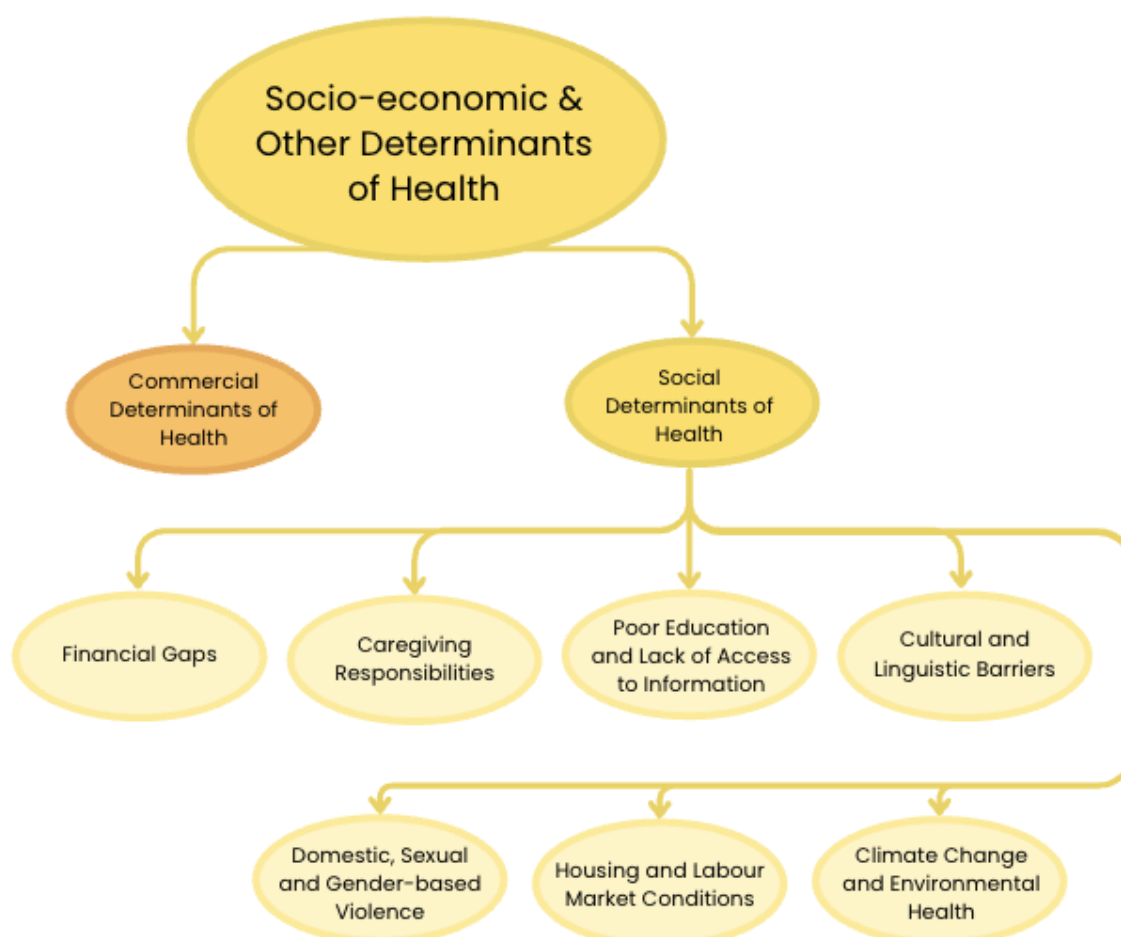 Socio-economic &
Other Determinants
of Health
Commercial
Determinants of
Health
Social
Determinants of
Health
Financial Gaps
Caregiving
Responsibilities
Poor Education
and Lack of Access
to Information
Cultural and
Linguistic Barriers
Domestic, Sexual
and Gender-based
Violence
Housing and Labour
Market Conditions
Climate Change
and Environmental
Health